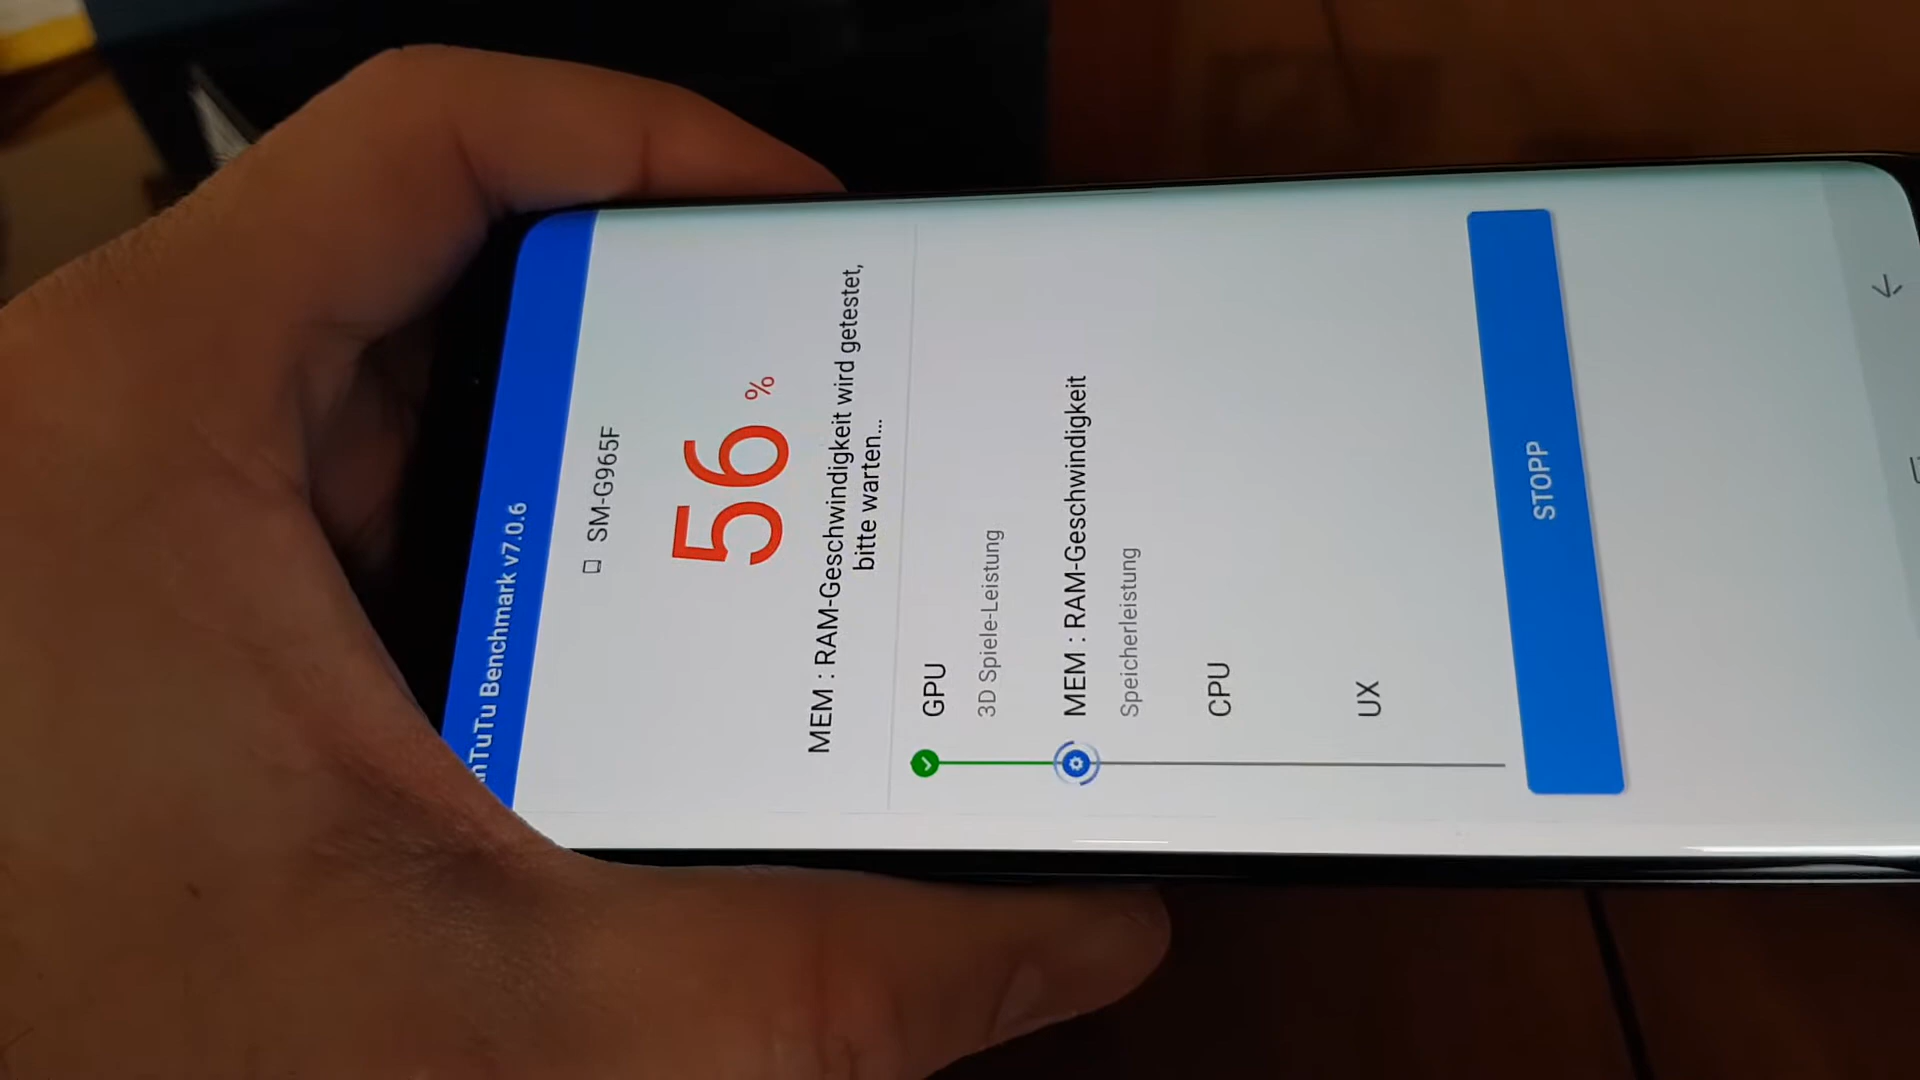 nTuTu Benchmark v7.0.6
SM-G965F
56 %
MEM : RAM-Geschwindigkeit wird getestet,
bitte warten...
GPU
3D Spiele-Leistung
MEM : RAM-Geschwindigkeit
Speicherleistung
CPU
UX
STOPP